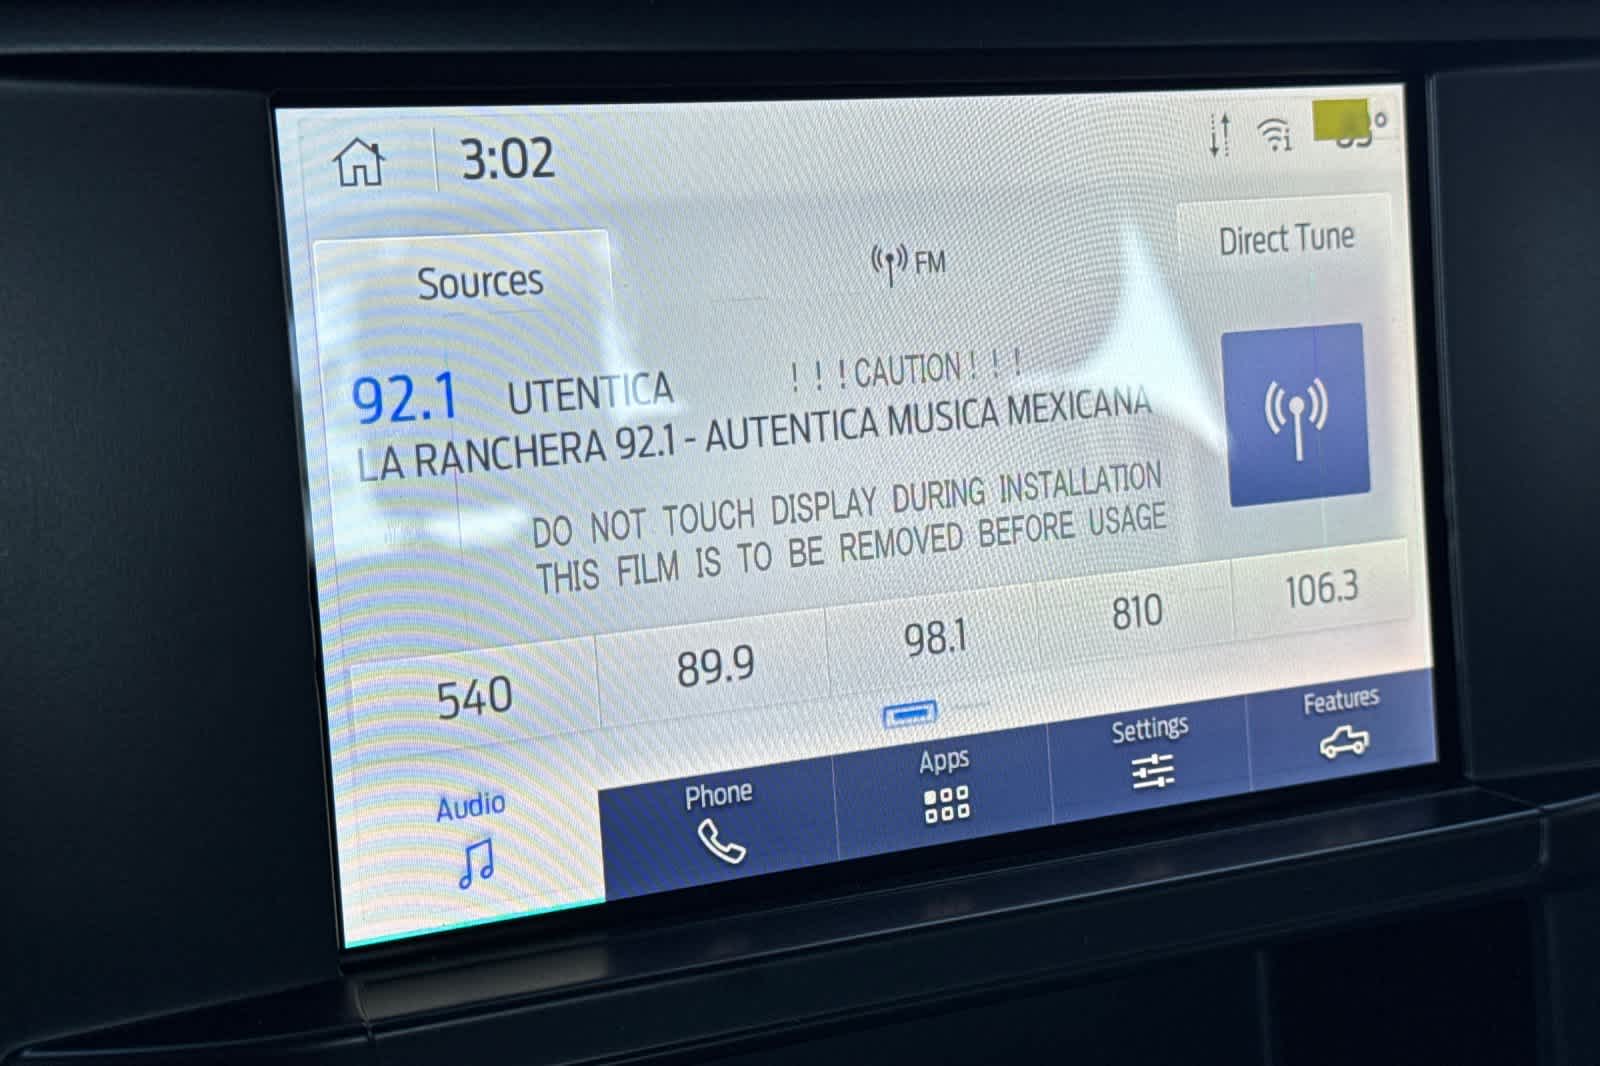 3:02
Sources
FM
Direct Tune
92.1 UTENTICA
! ! ! CAUTION ! ! !
LA RANCHERA 92.1 - AUTENTICA MUSICA MEXICANA
DO NOT TOUCH DISPLAY DURING INSTALLATION
THIS FILM IS TO BE REMOVED BEFORE USAGE
540 89.9 98.1 810 106.3
Audio Phone Apps Settings Features